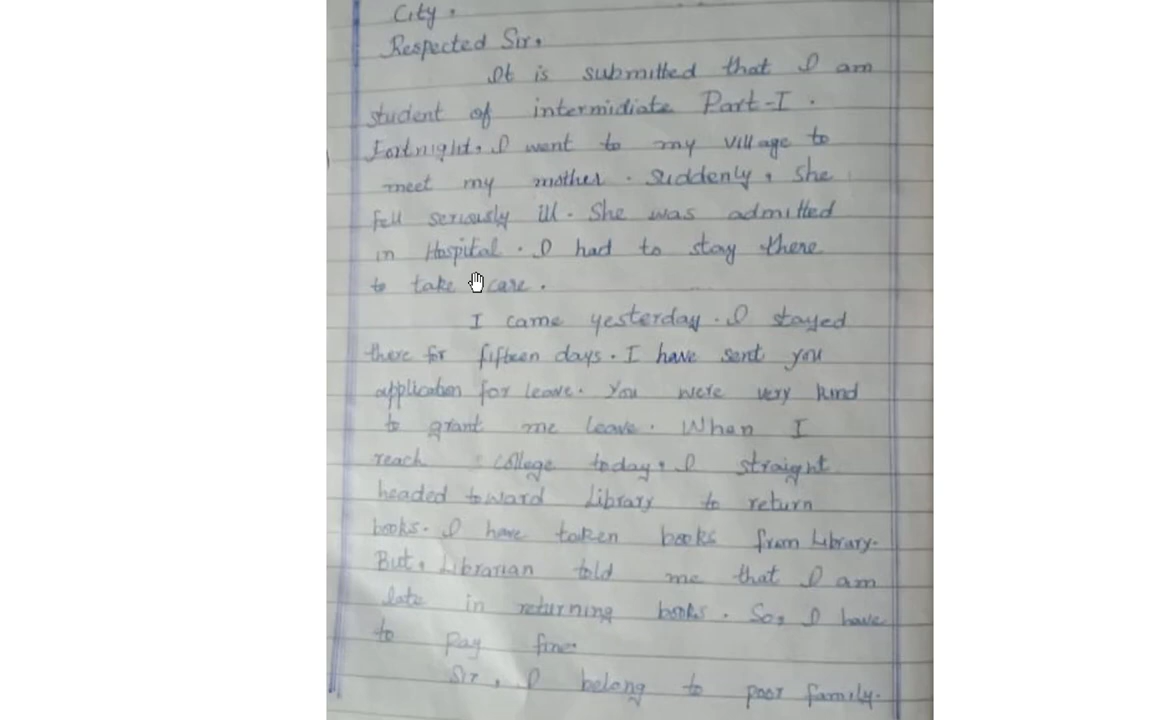 City,
Respected Sir,
It is submitted that I am
student of intermidiate Part-I.
Fortnight, I went to my village to
meet my mother. Suddenly, she
fell seriously ill. She was admitted
in Hospital. I had to stay there
to take care.
I came yesterday. I stayed
there for fifteen days. I have sent you
application for leave. You were very kind
to grant me leave. When I
reach college today, I straight
headed toward Library to return
books. I have taken books from Library.
But, Librarian told me that I am
late in returning books. So, I have
to Pay fine.
Sir, I belong to poor family.